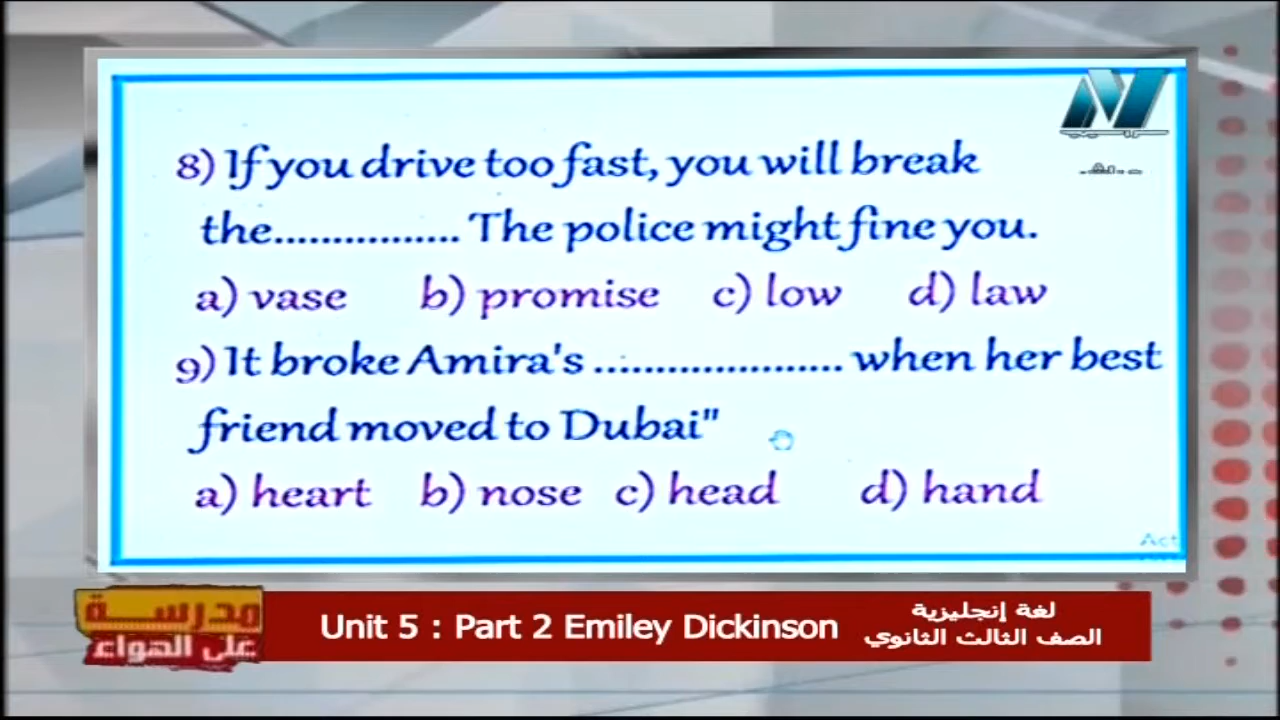 8) If you drive too fast, you will break
the................ The police might fine you.
a) vase b) promise c) low d) law
9) It broke Amira's ..................... when her best
friend moved to Dubai"
a) heart b) nose c) head d) hand
Act
مدرسة
على الهواء
Unit 5 : Part 2 Emiley Dickinson
لغة إنجليزية
الصف الثالث الثانوي